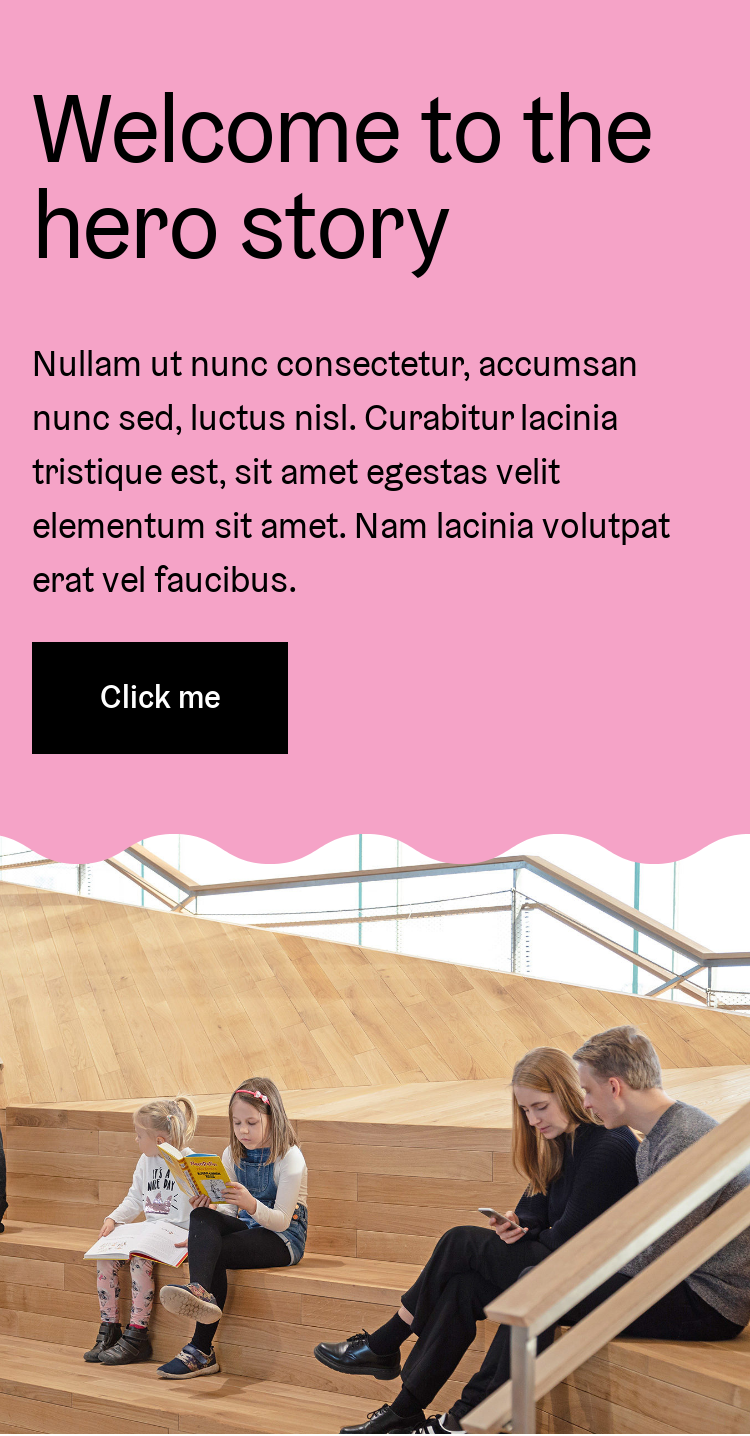 Welcome to the
hero story
Nullam ut nunc consectetur, accumsan
nunc sed, luctus nisl. Curabitur lacinia
tristique est, sit amet egestas velit
elementum sit amet. Nam lacinia volutpat
erat vel faucibus.
Click me
IT'S A
NICE DAY